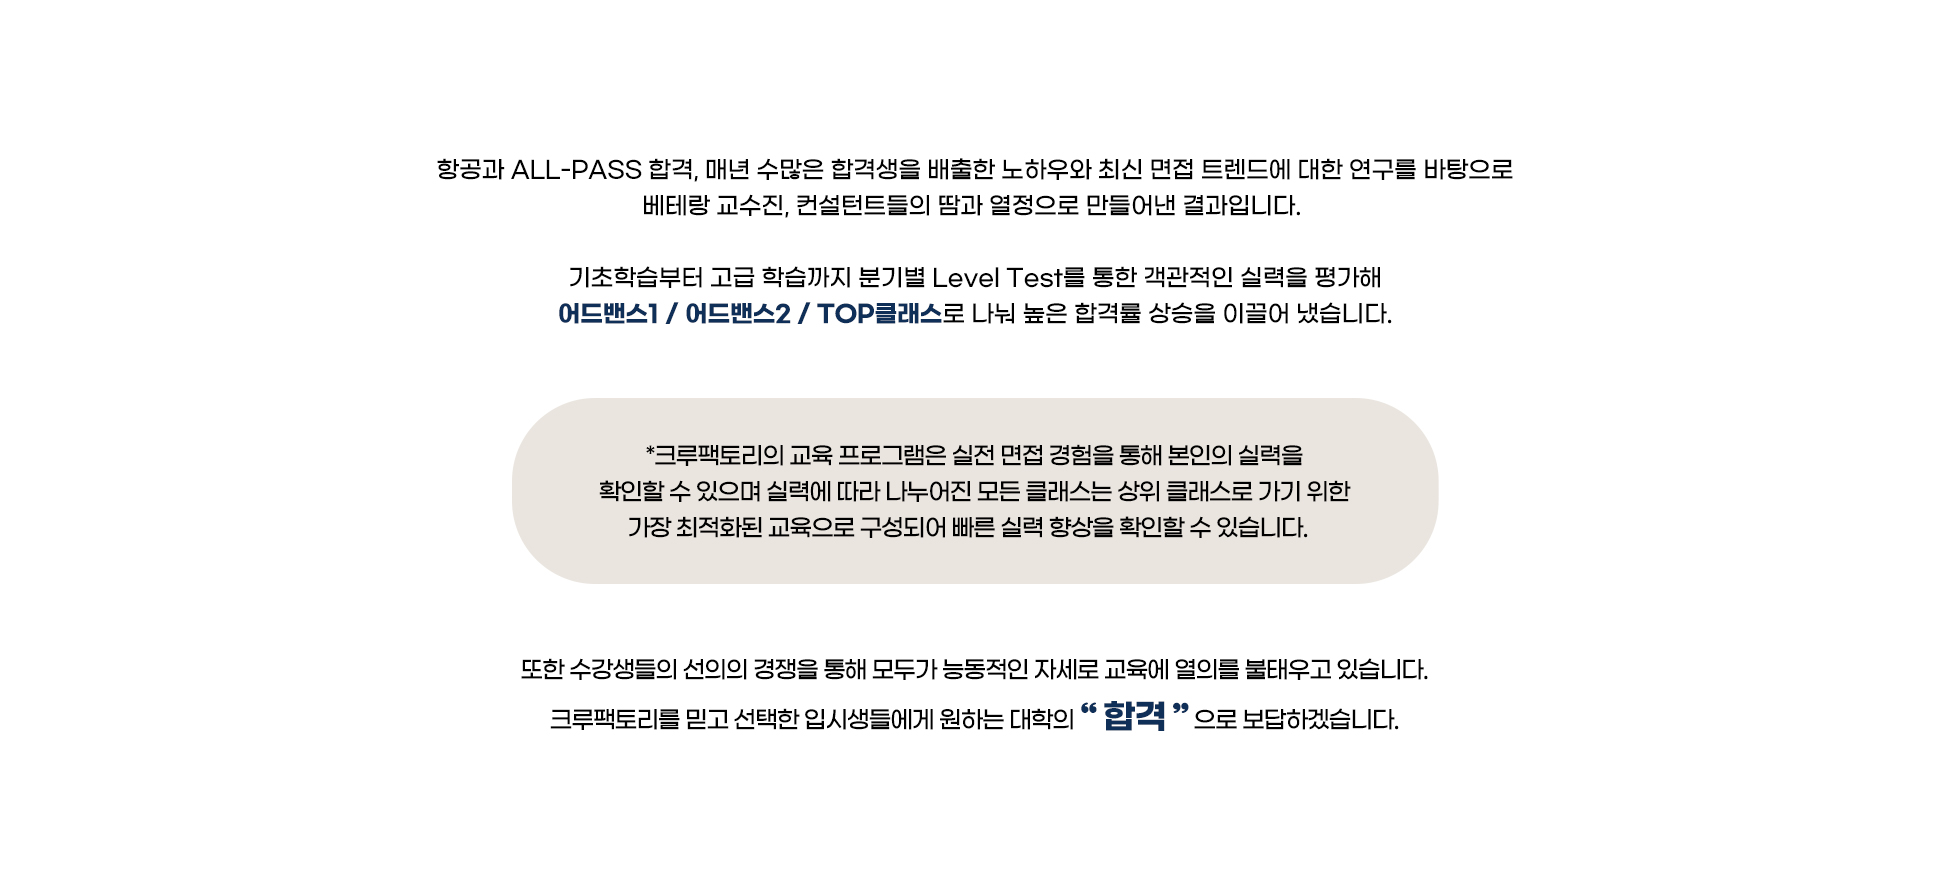 항공과 ALL-PASS 합격, 매년 수많은 합격생을 배출한 노하우와 최신 면접 트렌드에 대한 연구를 바탕으로
베테랑 교수진, 컨설턴트들의 땀과 열정으로 만들어낸 결과입니다.
기초학습부터 고급 학습까지 분기별 Level Test를 통한 객관적인 실력을 평가해
어드밴스1 / 어드밴스2 / TOP클래스로 나눠 높은 합격률 상승을 이끌어 냈습니다.
*크루팩토리의 교육 프로그램은 실전 면접 경험을 통해 본인의 실력을
확인할 수 있으며 실력에 따라 나누어진 모든 클래스는 상위 클래스로 가기 위한
가장 최적화된 교육으로 구성되어 빠른 실력 향상을 확인할 수 있습니다.
또한 수강생들의 선의의 경쟁을 통해 모두가 능동적인 자세로 교육에 열의를 불태우고 있습니다.
크루팩토리를 믿고 선택한 입시생들에게 원하는 대학의 “ 합격 ” 으로 보답하겠습니다.